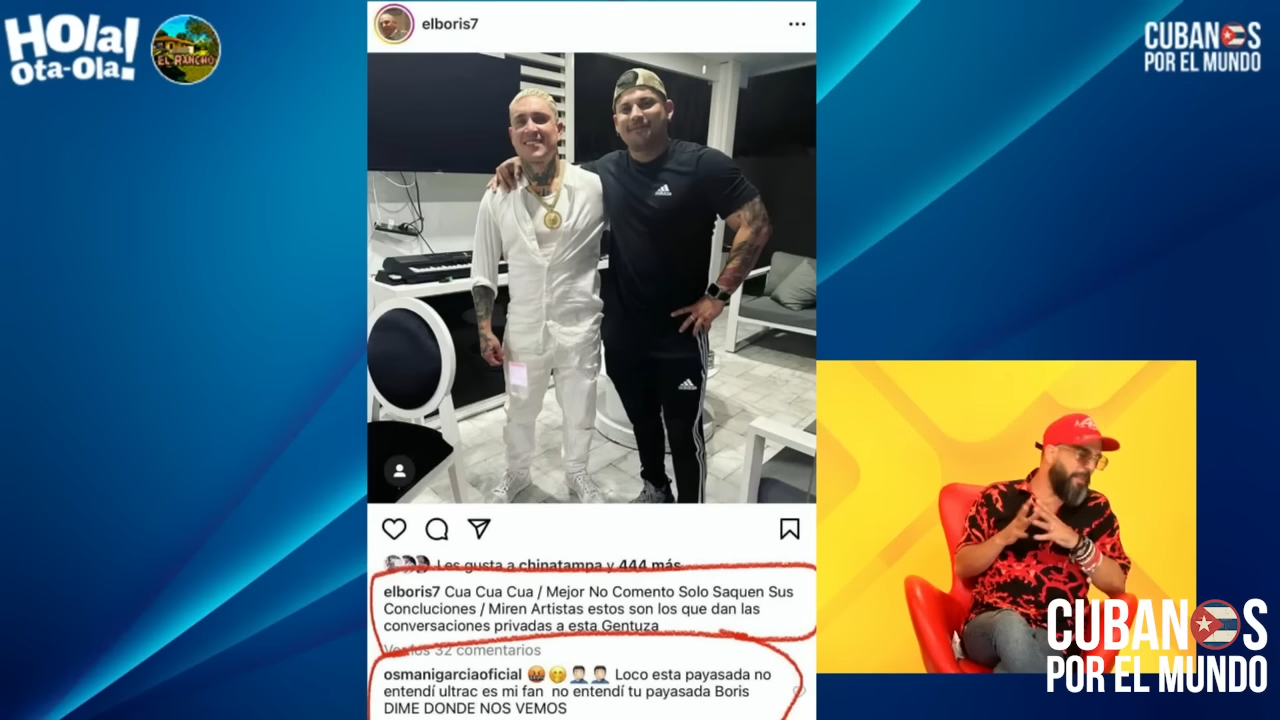 HOla!
Ota-Ola!
EL RANCHO
elboris7
CUBANOS
POR EL MUNDO
adidas
Les gusta a chinatampa y 444 más
elboris7 Cua Cua Cua / Mejor No Comento Solo Saquen Sus
Concluciones / Miren Artistas estos son los que dan las
conversaciones privadas a esta Gentuza
Ver los 32 comentarios
osmanigarciaoficial 🤬🤭🤦🏻‍♂️🤦🏻‍♂️ Loco esta payasada no
entendí ultrac es mi fan no entendí tu payasada Boris
DIME DONDE NOS VEMOS
CUBANOS
POR EL MUNDO